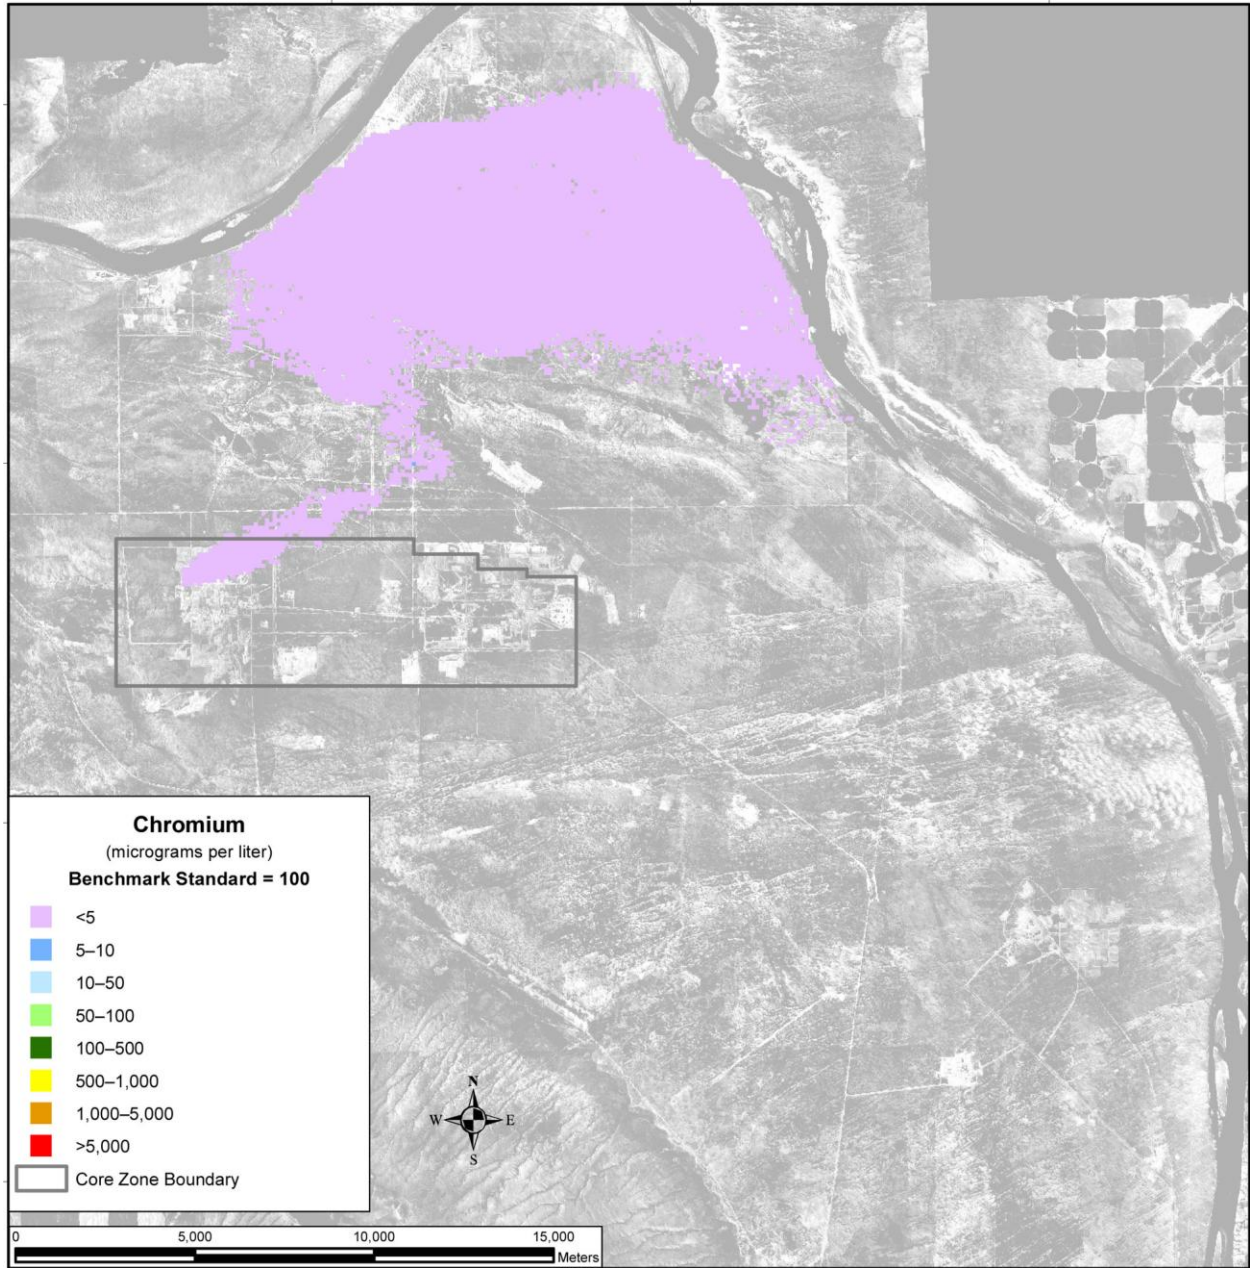 Chromium
(micrograms per liter)
Benchmark Standard = 100
<5
5–10
10–50
50–100
100–500
500–1,000
1,000–5,000
>5,000
Core Zone Boundary
N
W E
S
0 5,000 10,000 15,000
Meters